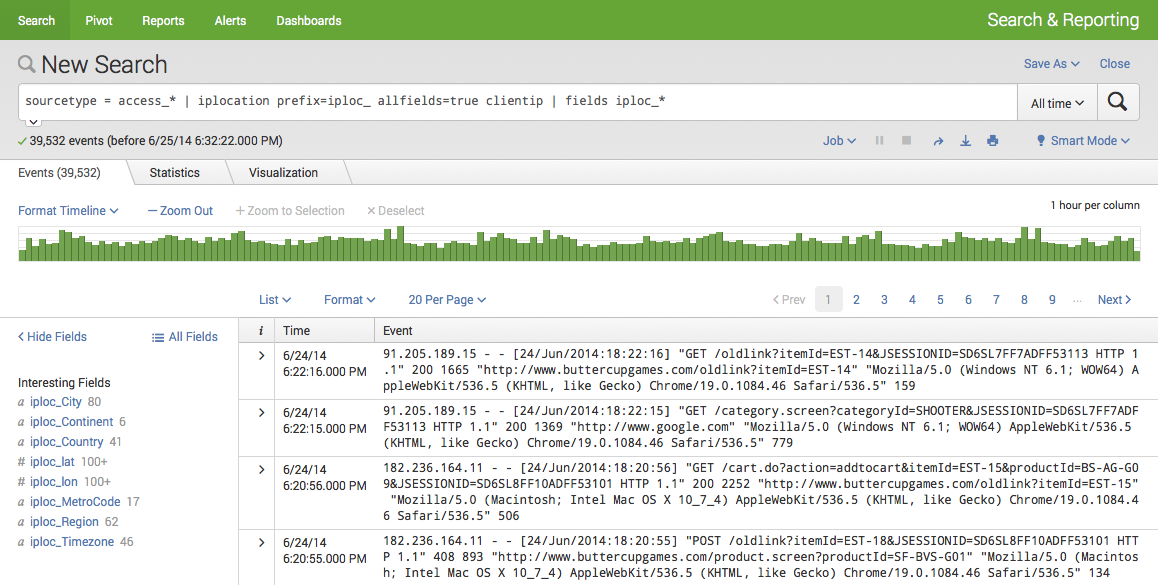 Search Pivot Reports Alerts Dashboards Search & Reporting
New Search Save As Close
sourcetype = access_* | iplocation prefix=iploc_ allfields=true clientip | fields iploc_* All time
39,532 events (before 6/25/14 6:32:22.000 PM) Job Smart Mode
Events (39,532) Statistics Visualization
Format Timeline — Zoom Out + Zoom to Selection × Deselect 1 hour per column
List Format 20 Per Page < Prev 1 2 3 4 5 6 7 8 9 ... Next >
< Hide Fields All Fields
i Time Event
Interesting Fields
a iploc_City 80
a iploc_Continent 6
a iploc_Country 41
# iploc_lat 100+
# iploc_lon 100+
a iploc_MetroCode 17
a iploc_Region 62
a iploc_Timezone 46
> 6/24/14
6:22:16.000 PM
91.205.189.15 - - [24/Jun/2014:18:22:16] "GET /oldlink?itemId=EST-14&JSESSIONID=SD6SL7FF7ADFF53113 HTTP 1
.1" 200 1665 "http://www.buttercupgames.com/oldlink?itemId=EST-14" "Mozilla/5.0 (Windows NT 6.1; WOW64) A
ppleWebKit/536.5 (KHTML, like Gecko) Chrome/19.0.1084.46 Safari/536.5" 159
> 6/24/14
6:22:15.000 PM
91.205.189.15 - - [24/Jun/2014:18:22:15] "GET /category.screen?categoryId=SHOOTER&JSESSIONID=SD6SL7FF7ADF
F53113 HTTP 1.1" 200 1369 "http://www.google.com" "Mozilla/5.0 (Windows NT 6.1; WOW64) AppleWebKit/536.5
(KHTML, like Gecko) Chrome/19.0.1084.46 Safari/536.5" 779
> 6/24/14
6:20:56.000 PM
182.236.164.11 - - [24/Jun/2014:18:20:56] "GET /cart.do?action=addtocart&itemId=EST-15&productId=BS-AG-G0
9&JSESSIONID=SD6SL8FF10ADFF53101 HTTP 1.1" 200 2252 "http://www.buttercupgames.com/oldlink?itemId=EST-15"
"Mozilla/5.0 (Macintosh; Intel Mac OS X 10_7_4) AppleWebKit/536.5 (KHTML, like Gecko) Chrome/19.0.1084.4
6 Safari/536.5" 506
> 6/24/14
6:20:55.000 PM
182.236.164.11 - - [24/Jun/2014:18:20:55] "POST /oldlink?itemId=EST-18&JSESSIONID=SD6SL8FF10ADFF53101 HTT
P 1.1" 408 893 "http://www.buttercupgames.com/product.screen?productId=SF-BVS-G01" "Mozilla/5.0 (Macintos
h; Intel Mac OS X 10_7_4) AppleWebKit/536.5 (KHTML, like Gecko) Chrome/19.0.1084.46 Safari/536.5" 134